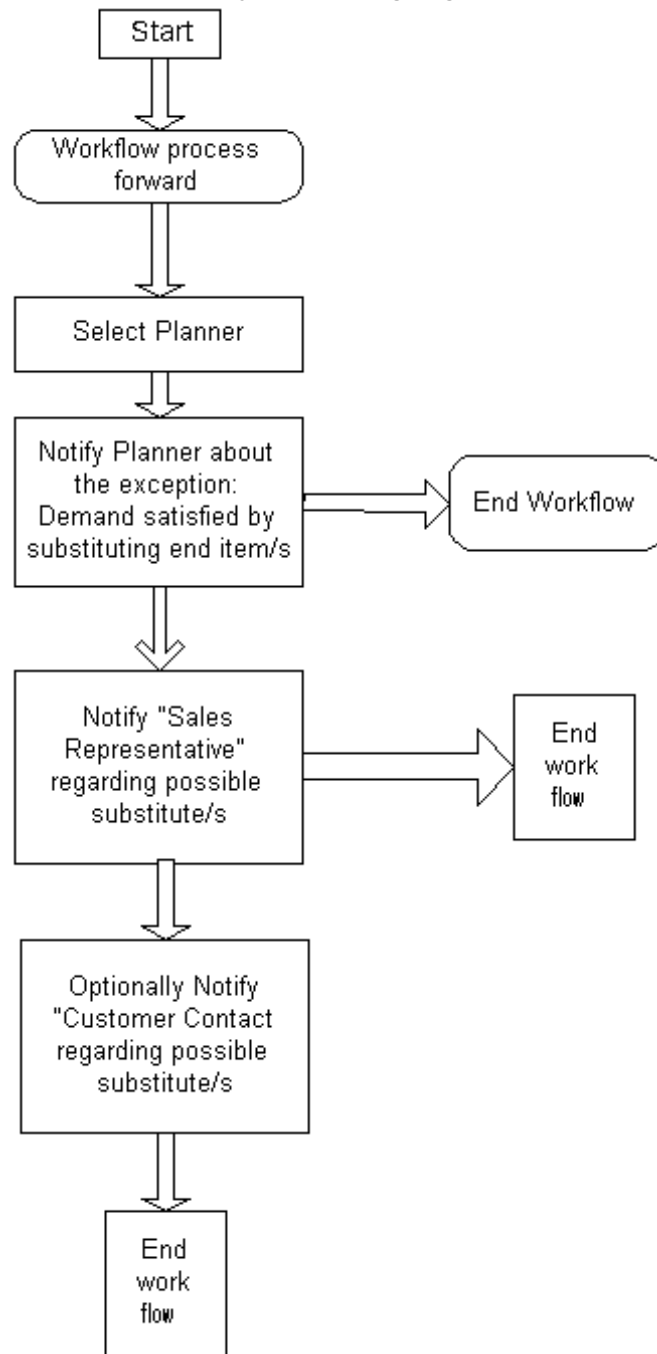 Start
Workflow process
forward
Select Planner
Notify Planner about
the exception:
Demand satisfied by
substituting end item/s
End Workflow
Notify "Sales
Representative"
regarding possible
substitute/s
End
work
flow
Optionally Notify
"Customer Contact
regarding possible
substitute/s
End
work
flow